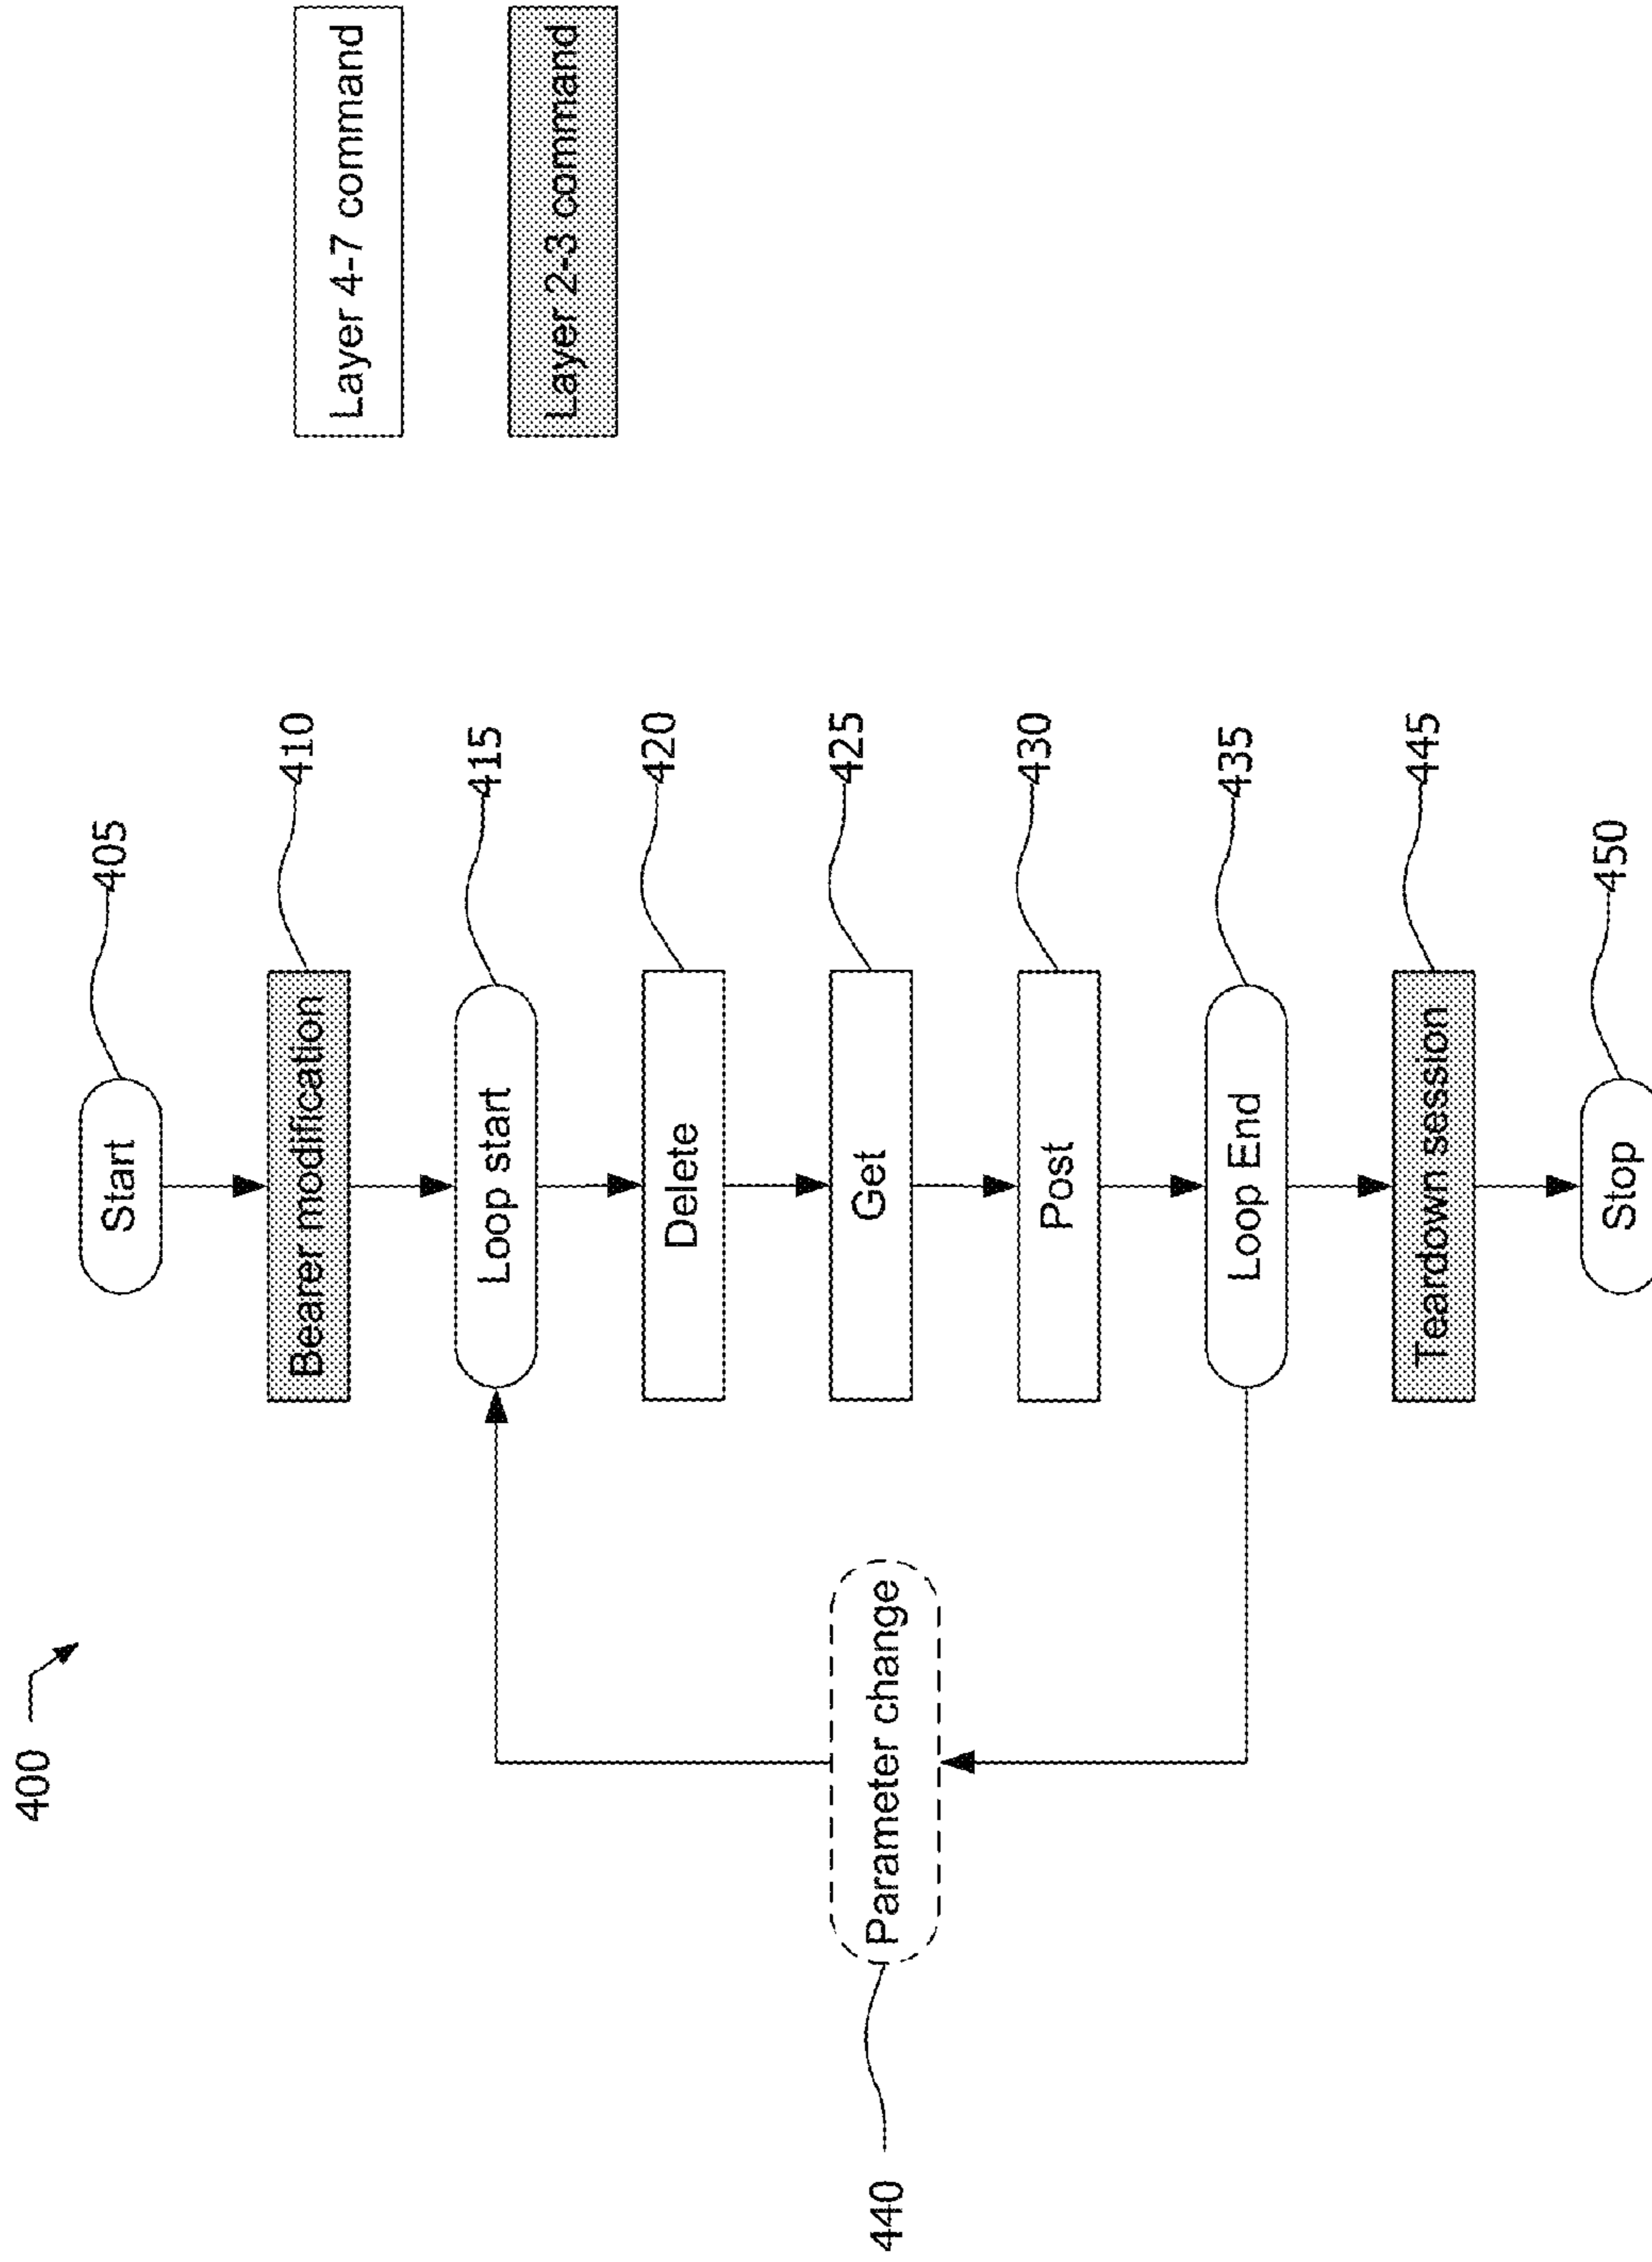 400
Start
405
Bearer modification
410
Loop start
415
Delete
420
Get
425
Post
430
Loop End
435
Parameter change
440
Teardown session
445
Stop
450
Layer 4-7 command
Layer 2-3 command